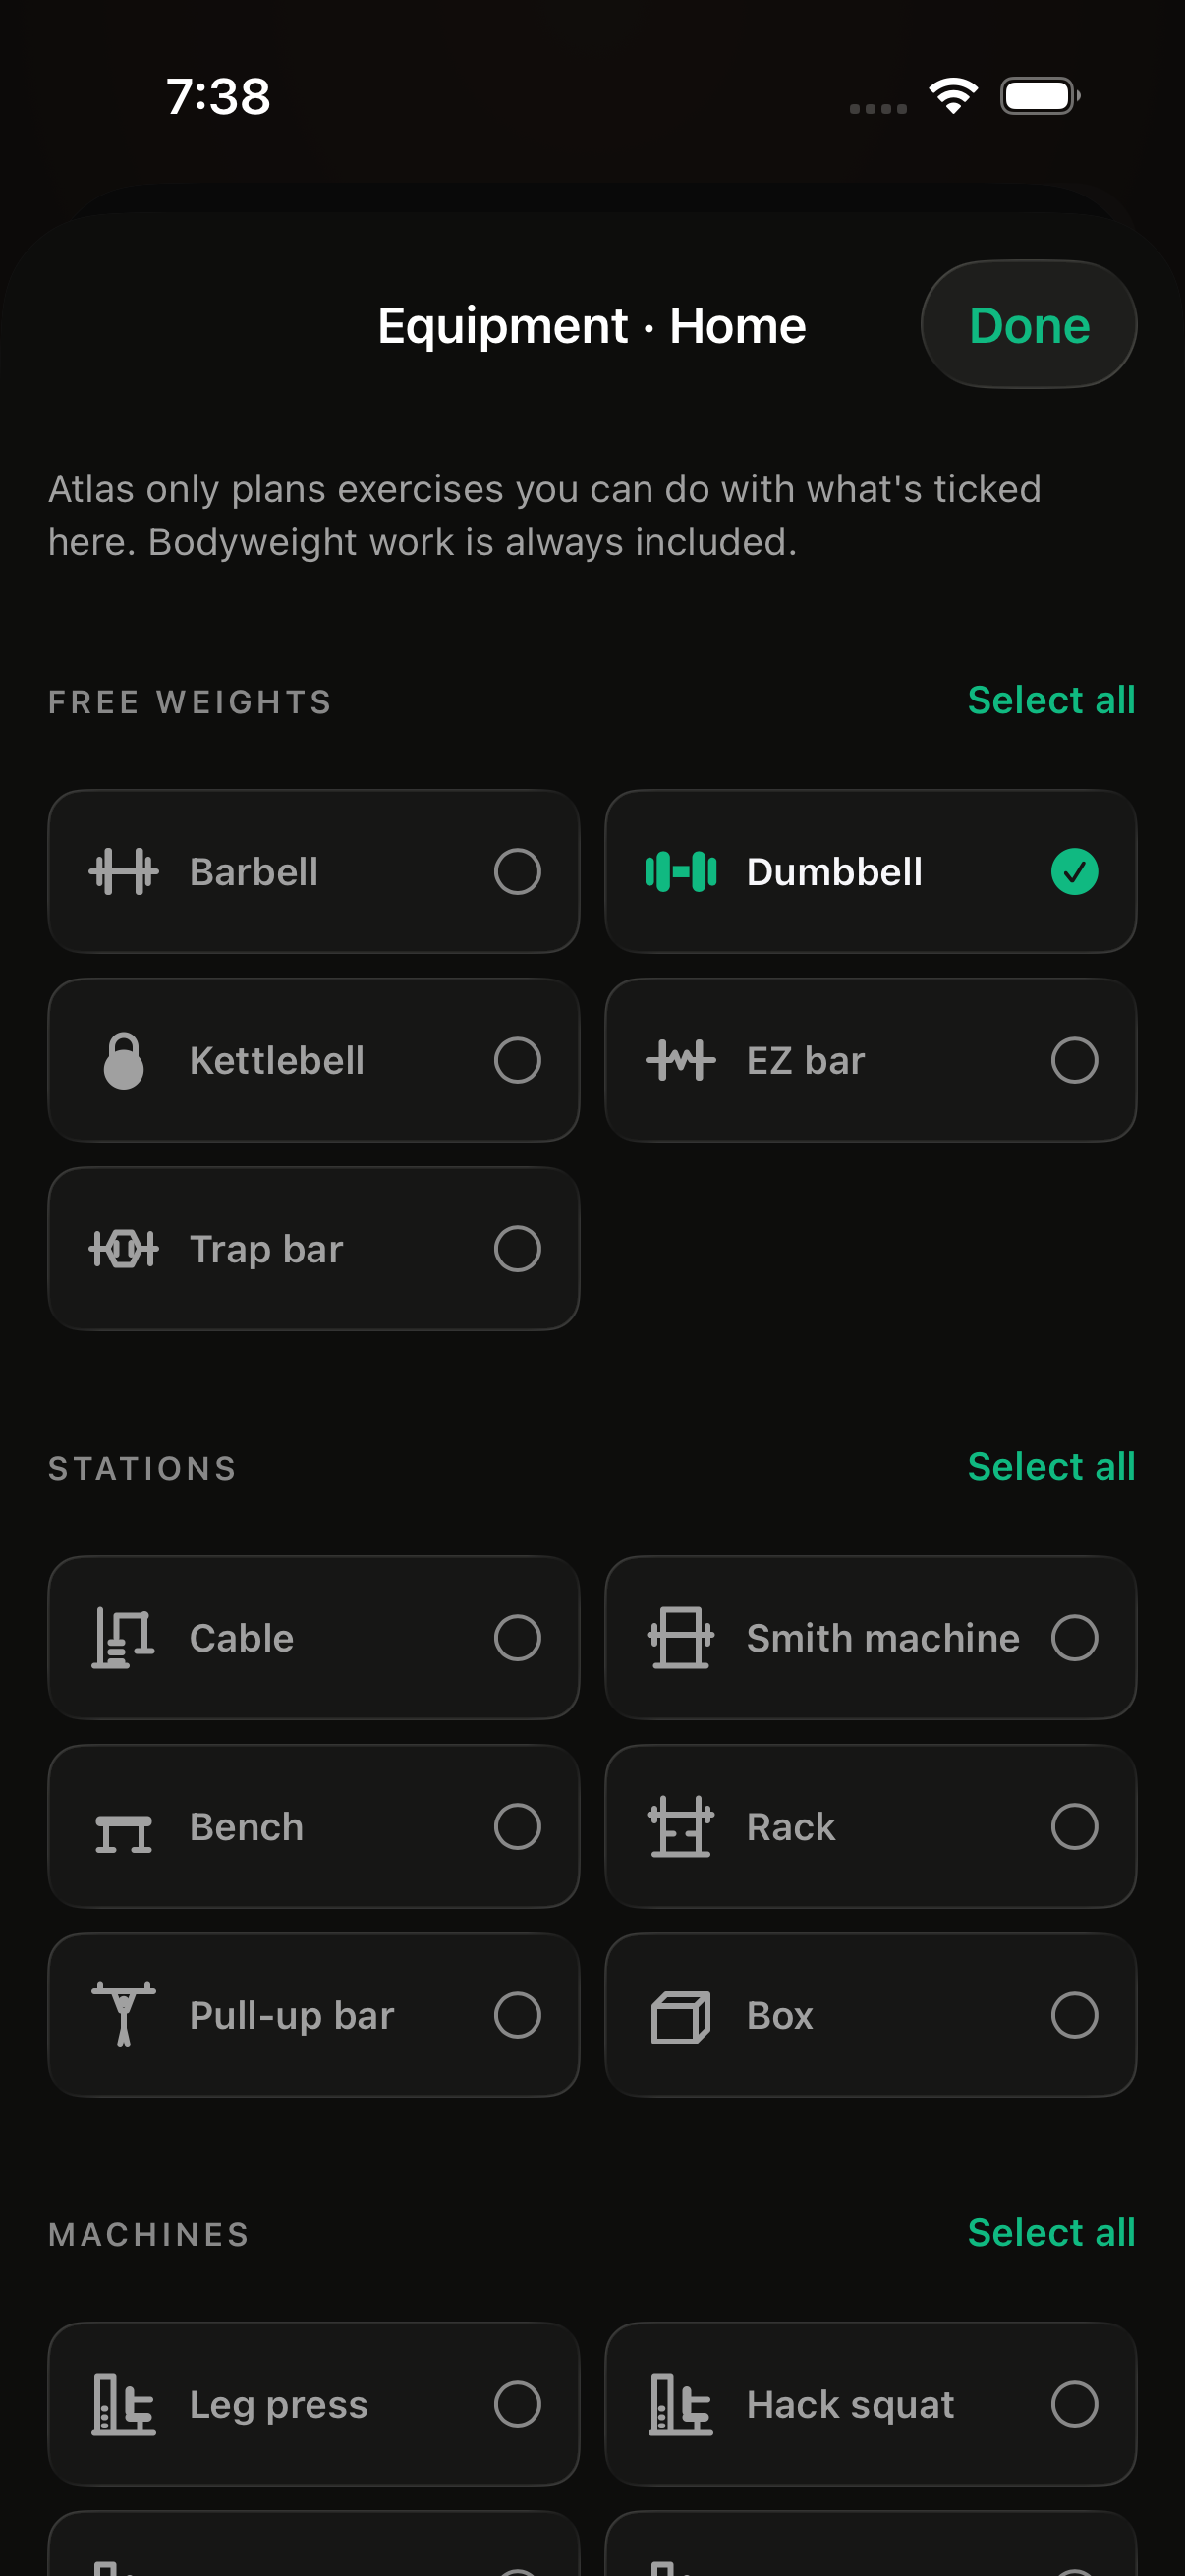 7:38
Equipment · Home
Done
Atlas only plans exercises you can do with what's ticked
here. Bodyweight work is always included.
FREE WEIGHTS
Select all
Barbell
Dumbbell
Kettlebell
EZ bar
Trap bar
STATIONS
Select all
Cable
Smith machine
Bench
Rack
Pull-up bar
Box
MACHINES
Select all
Leg press
Hack squat